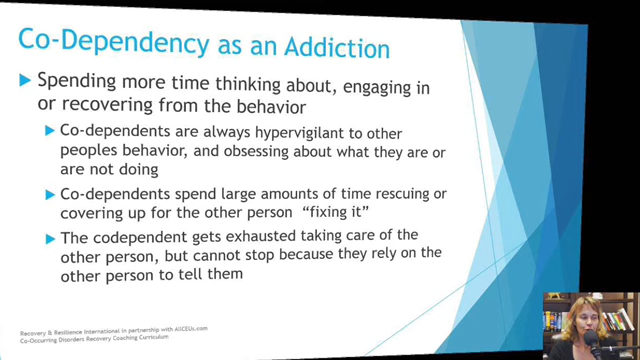 Co-Dependency as an Addiction
Spending more time thinking about, engaging in
or recovering from the behavior
Co-dependents are always hypervigilant to other
peoples behavior, and obsessing about what they are or
are not doing
Co-dependents spend large amounts of time rescuing or
covering up for the other person “fixing it”
The codependent gets exhausted taking care of the
other person, but cannot stop because they rely on the
other person to tell them
Recovery & Resilience International in partnership with AllCEUs.com
Co-Occurring Disorders Recovery Coaching Curriculum